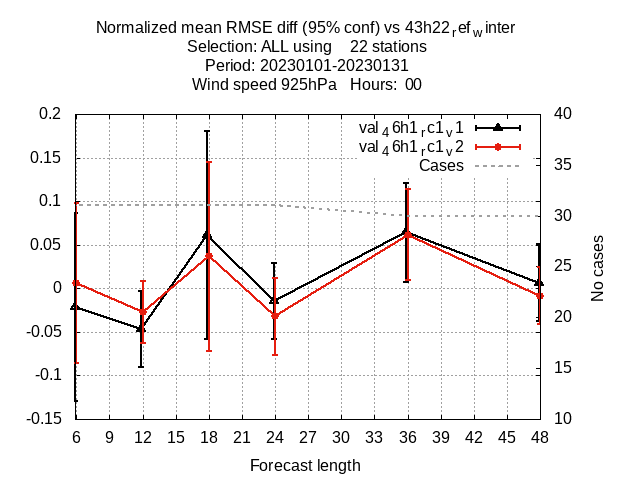 Normalized mean RMSE diff (95% conf) vs 43h22refwinter
Selection: ALL using 22 stations
Period: 20230101-20230131
Wind speed 925hPa Hours: 00
val46h1rc1v1
val46h1rc1v2
Cases
0.2
0.15
0.1
0.05
0
-0.05
-0.1
-0.15
40
35
30
25
20
15
10
No cases
6 9 12 15 18 21 24 27 30 33 36 39 42 45 48
Forecast length